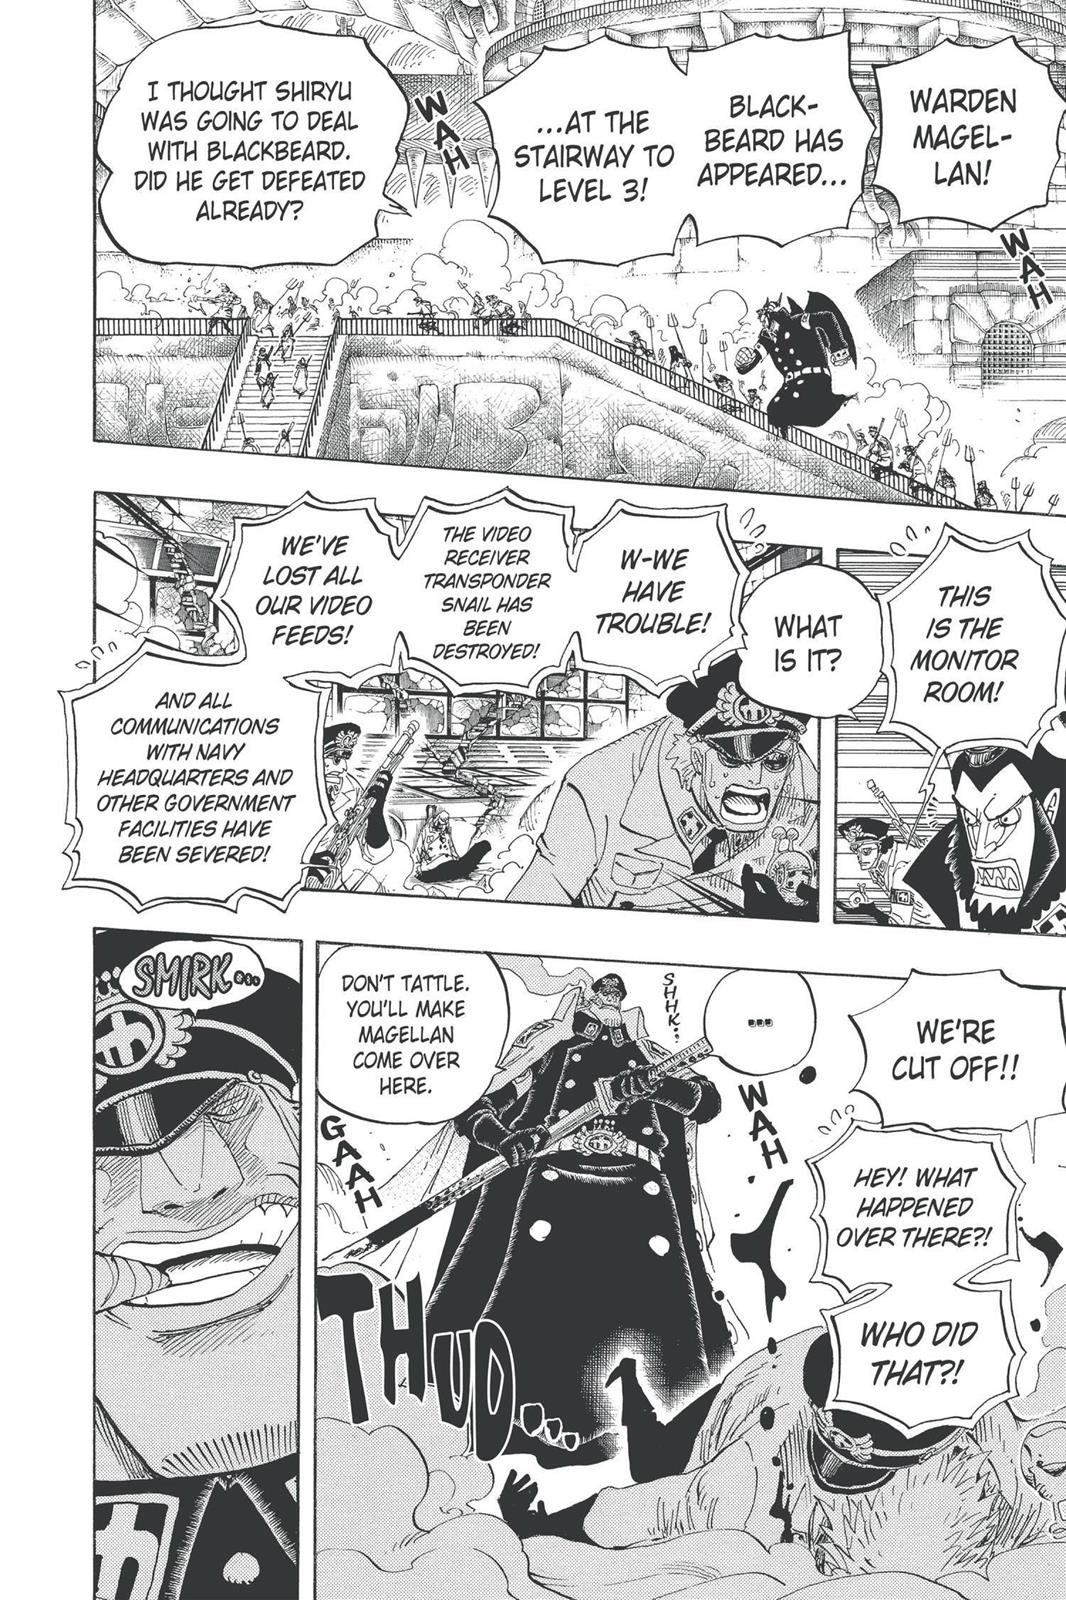 WARDEN
MAGEL-
LAN!
BLACK-
BEARD HAS
APPEARED...
...AT THE
STAIRWAY TO
LEVEL 3!
WAH
WAH
I THOUGHT SHIRYU
WAS GOING TO DEAL
WITH BLACKBEARD.
DID HE GET DEFEATED
ALREADY?
THIS
IS THE
MONITOR
ROOM!
WHAT
IS IT?
W-WE
HAVE
TROUBLE!
THE VIDEO
RECEIVER
TRANSPONDER
SNAIL HAS
BEEN
DESTROYED!
WE'VE
LOST ALL
OUR VIDEO
FEEDS!
AND ALL
COMMUNICATIONS
WITH NAVY
HEADQUARTERS AND
OTHER GOVERNMENT
FACILITIES HAVE
BEEN SEVERED!
WE'RE
CUT OFF!!
HEY! WHAT
HAPPENED
OVER THERE?!
WHO DID
THAT?!
...
SHHK...
WAH
DON'T TATTLE.
YOU'LL MAKE
MAGELLAN
COME OVER
HERE.
GAAH
THUD...
SMIRK...